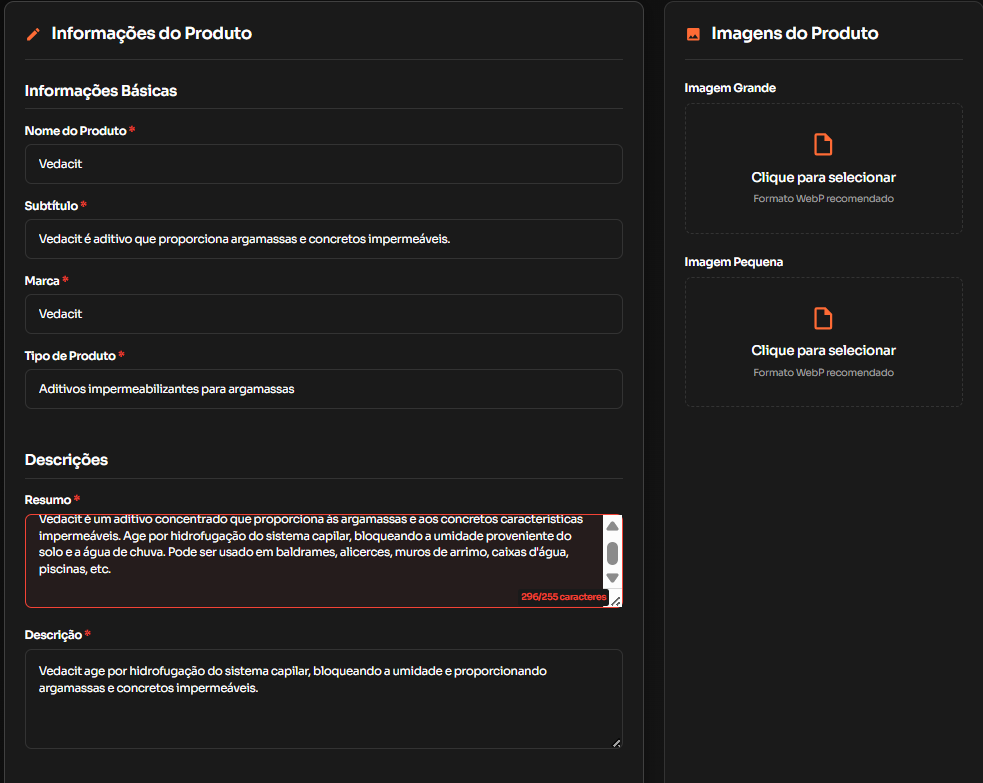 Informações do Produto
Informações Básicas
Nome do Produto *
Vedacit
Subtítulo *
Vedacit é aditivo que proporciona argamassas e concretos impermeáveis.
Marca *
Vedacit
Tipo de Produto *
Aditivos impermeabilizantes para argamassas
Descrições
Resumo *
Vedacit é um aditivo concentrado que proporciona às argamassas e aos concretos características
impermeáveis. Age por hidrofugação do sistema capilar, bloqueando a umidade proveniente do
solo e a água de chuva. Pode ser usado em baldrames, alicerces, muros de arrimo, caixas d'água,
piscinas, etc.
296/255 caracteres
Descrição *
Vedacit age por hidrofugação do sistema capilar, bloqueando a umidade e proporcionando
argamassas e concretos impermeáveis.
Imagens do Produto
Imagem Grande
Clique para selecionar
Formato WebP recomendado
Imagem Pequena
Clique para selecionar
Formato WebP recomendado